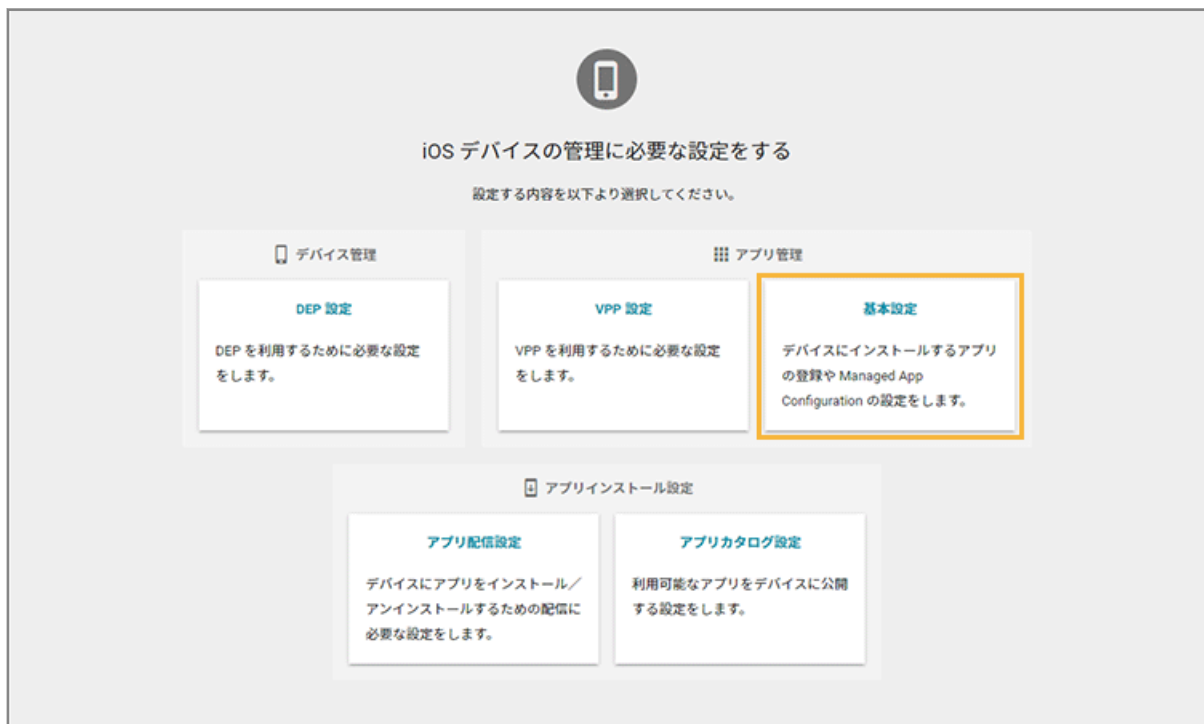 iOS デバイスの管理に必要な設定をする
設定する内容を以下より選択してください。
デバイス管理
DEP 設定
DEP を利用するために必要な設定
をします。
アプリ管理
VPP 設定
VPP を利用するために必要な設定
をします。
基本設定
デバイスにインストールするアプリ
の登録や Managed App
Configuration の設定をします。
アプリインストール設定
アプリ配信設定
デバイスにアプリをインストール／
アンインストールするための配信に
必要な設定をします。
アプリカタログ設定
利用可能なアプリをデバイスに公開
する設定をします。